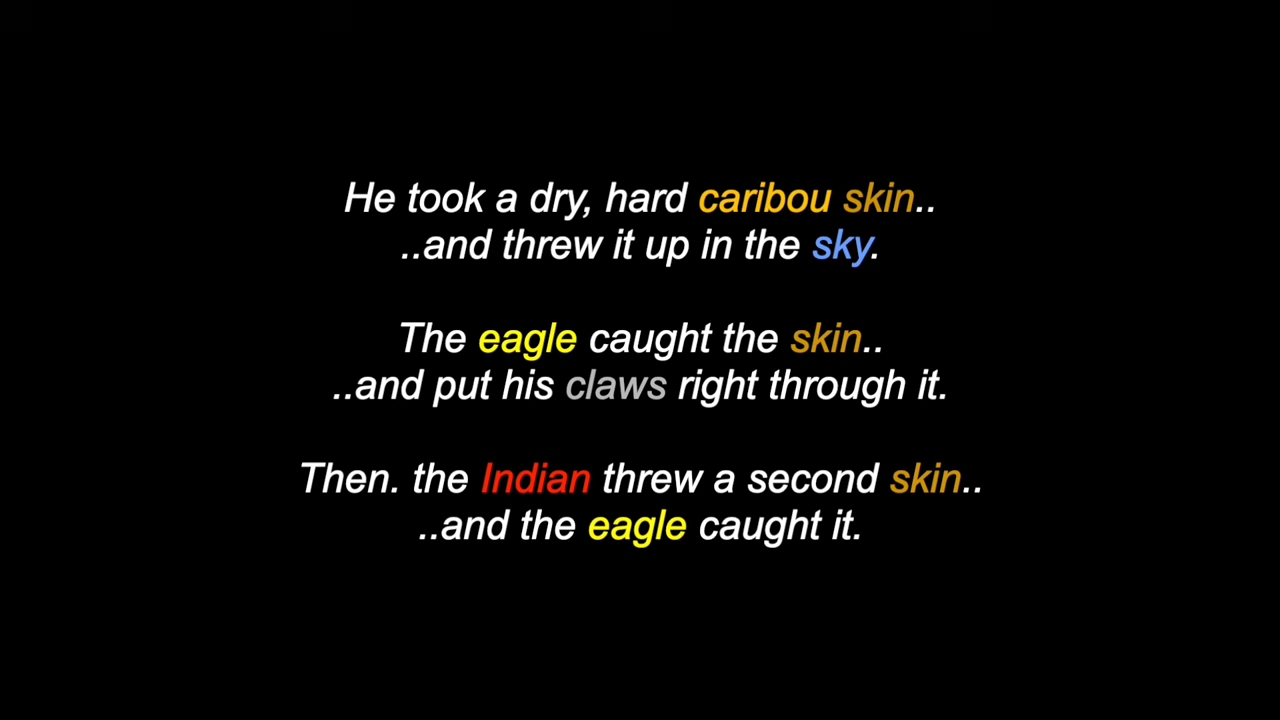 He took a dry, hard caribou skin..
..and threw it up in the sky.
The eagle caught the skin..
..and put his claws right through it.
Then. the Indian threw a second skin..
..and the eagle caught it.